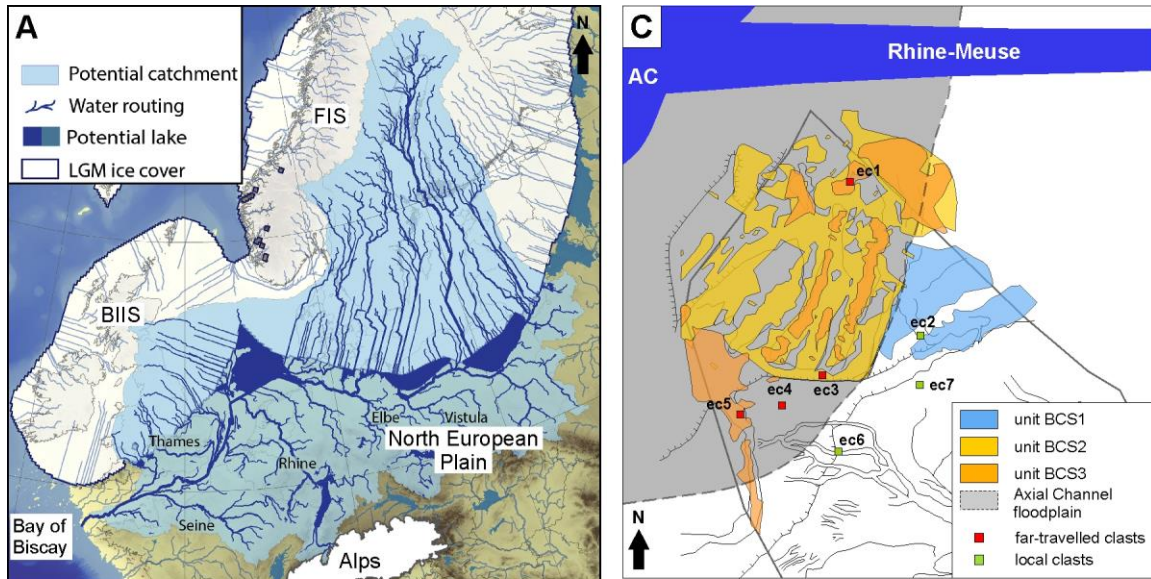 A
N
Potential catchment
Water routing
Potential lake
LGM ice cover
FIS
BIIS
Thames
Elbe
Vistula
North European
Plain
Rhine
Seine
Bay of
Biscay
Alps
C
Rhine-Meuse
AC
ec1
ec2
ec3
ec4
ec5
ec7
ec6
unit BCS1
unit BCS2
unit BCS3
Axial Channel
floodplain
far-travelled clasts
local clasts
N